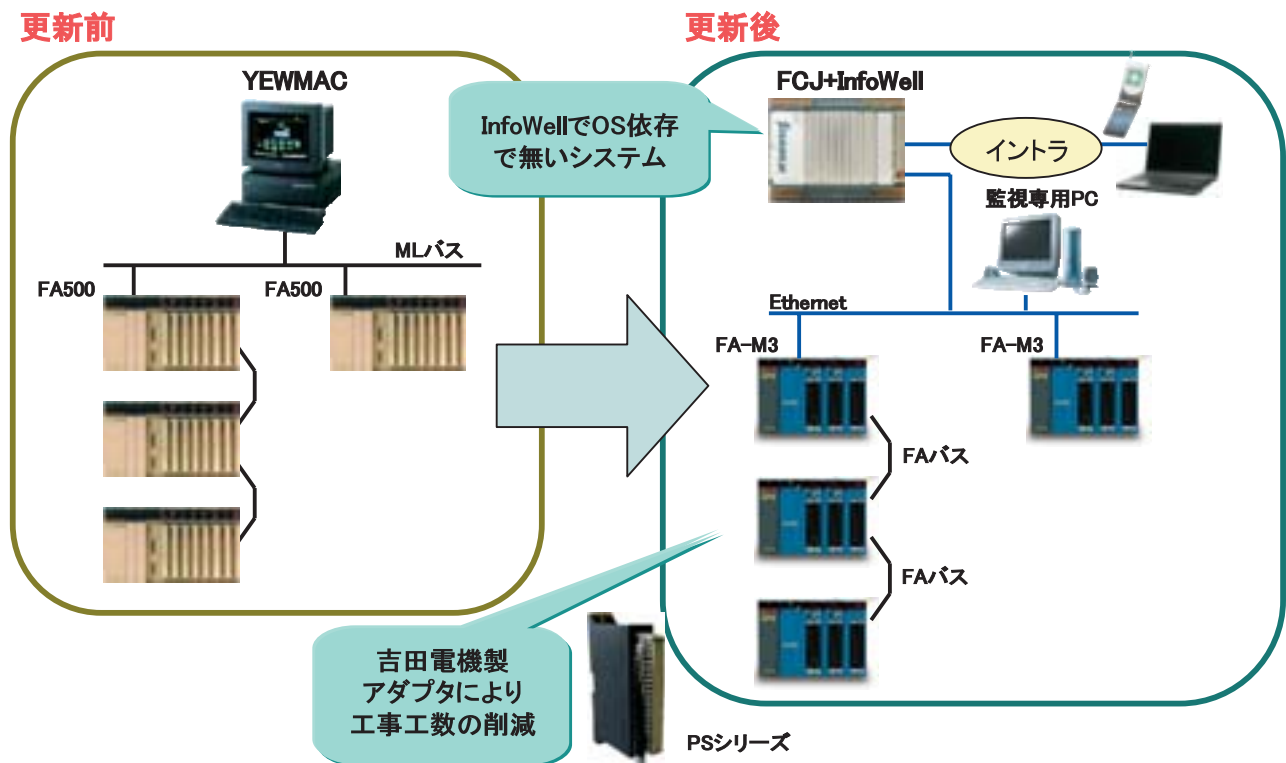 更新前
更新後
YEWMAC
FCJ+InfoWell
InfoWellでOS依存
で無いシステム
イントラ
監視専用PC
MLバス
FA500
FA500
Ethernet
FA-M3
FA-M3
FAバス
FAバス
吉田電機製
アダプタにより
工事工数の削減
PSシリーズ